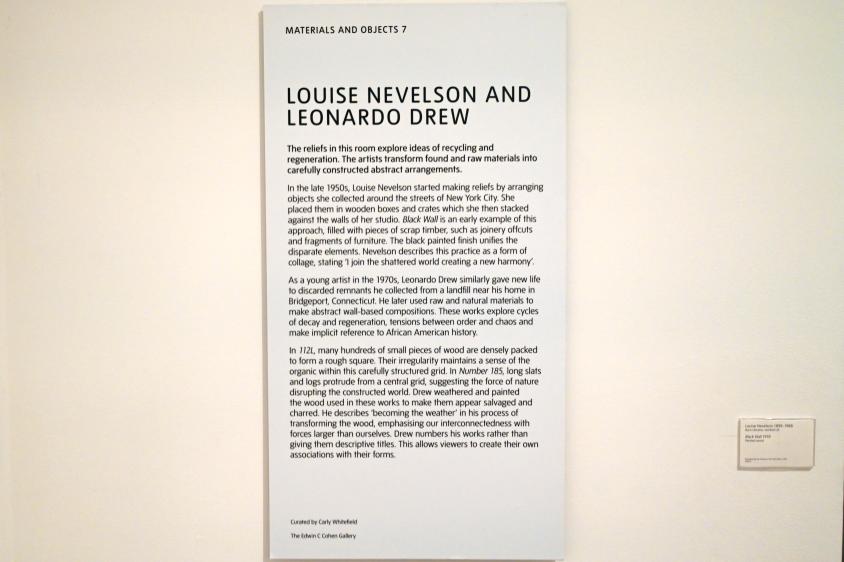 MATERIALS AND OBJECTS 7
LOUISE NEVELSON AND
LEONARDO DREW
The reliefs in this room explore ideas of recycling and
regeneration. The artists transform found and raw materials into
carefully constructed abstract arrangements.
In the late 1950s, Louise Nevelson started making reliefs by arranging
objects she collected around the streets of New York City. She
placed them in wooden boxes and crates which she then stacked
against the walls of her studio. Black Wall is an early example of this
approach, filled with pieces of scrap timber, such as joinery offcuts
and fragments of furniture. The black painted finish unifies the
disparate elements. Nevelson describes this practice as a form of
collage, stating 'I join the shattered world creating a new harmony'.
As a young artist in the 1970s, Leonardo Drew similarly gave new life
to discarded remnants he collected from a landfill near his home in
Bridgeport, Connecticut. He later used raw and natural materials to
make abstract wall-based compositions. These works explore cycles
of decay and regeneration, tensions between order and chaos and
make implicit reference to African American history.
In 112L, many hundreds of small pieces of wood are densely packed
to form a rough square. Their irregularity maintains a sense of the
organic within this carefully structured grid. In Number 185, long slats
and logs protrude from a central grid, suggesting the force of nature
disrupting the constructed world. Drew weathered and painted
the wood used in these works to make them appear salvaged and
charred. He describes 'becoming the weather' in his process of
transforming the wood, emphasising our interconnectedness with
forces larger than ourselves. Drew numbers his works rather than
giving them descriptive titles. This allows viewers to create their own
associations with their forms.
Curated by Carly Whitefield
The Edwin C Cohen Gallery
Louise Nevelson 1899–1988
Black Wall 1959